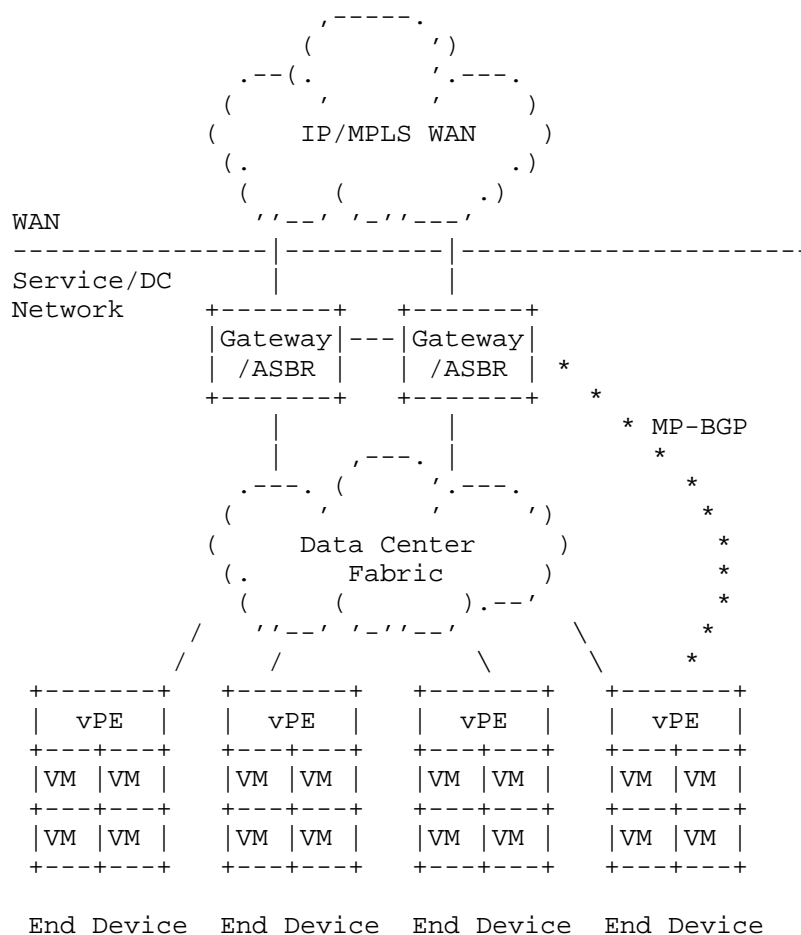 IP/MPLS WAN
WAN
Service/DC
Network
Gateway Gateway
/ASBR /ASBR
MP-BGP
Data Center
Fabric
vPE vPE vPE vPE
VM VM VM VM VM VM VM VM
VM VM VM VM VM VM VM VM
End Device End Device End Device End Device